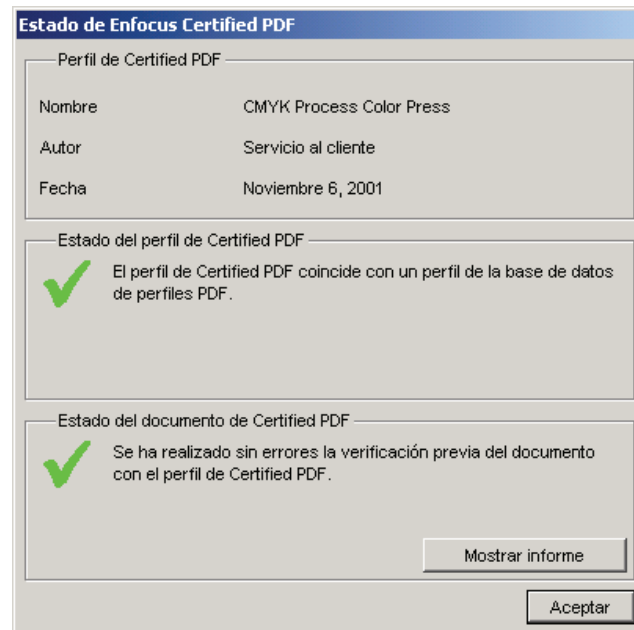 Estado de Enfocus Certified PDF
Perfil de Certified PDF
Nombre CMYK Process Color Press
Autor Servicio al cliente
Fecha Noviembre 6, 2001
Estado del perfil de Certified PDF
El perfil de Certified PDF coincide con un perfil de la base de datos
de perfiles PDF.
Estado del documento de Certified PDF
Se ha realizado sin errores la verificación previa del documento
con el perfil de Certified PDF.
Mostrar informe
Aceptar